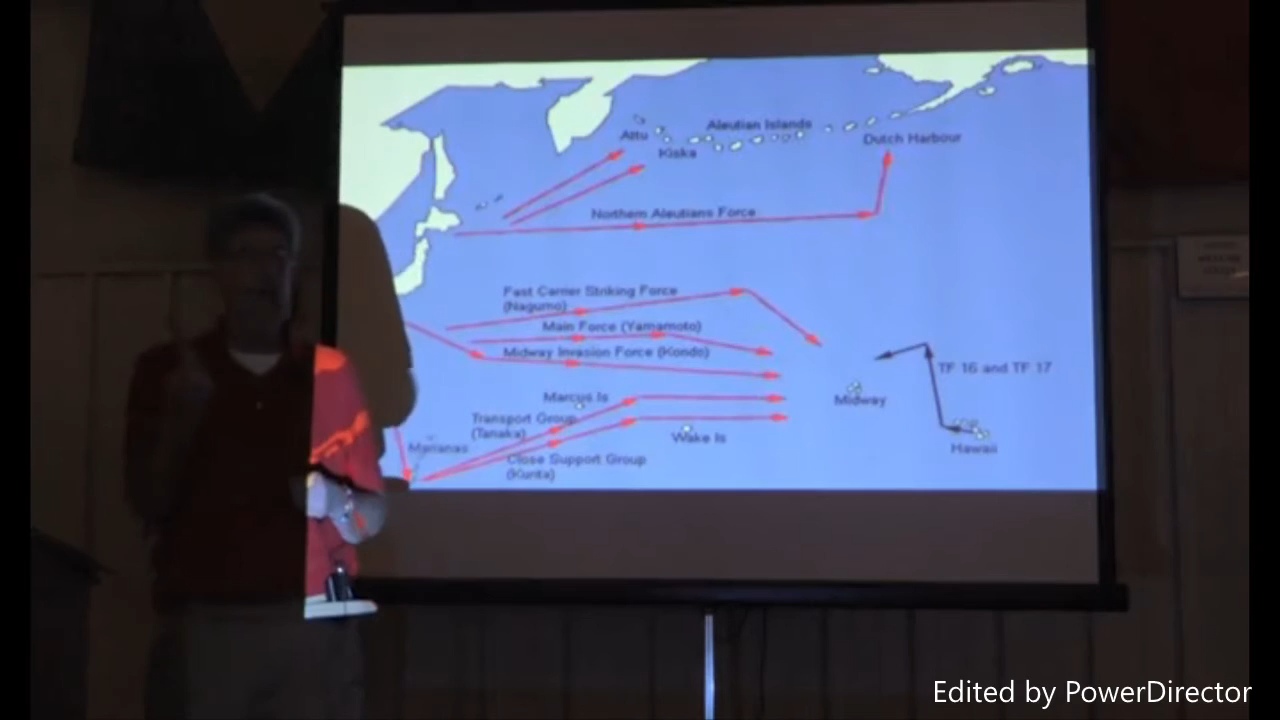 Aleutian Islands
Attu
Kiska
Dutch Harbour
Northern Aleutians Force
Fast Carrier Striking Force
(Nagumo)
Main Force (Yamamoto)
Midway Invasion Force (Kondo)
TF 16 and TF 17
Marcus Is
Midway
Transport Group
(Tanaka)
Wake Is
Marianas
Hawaii
Close Support Group
(Kurita)
Edited by PowerDirector